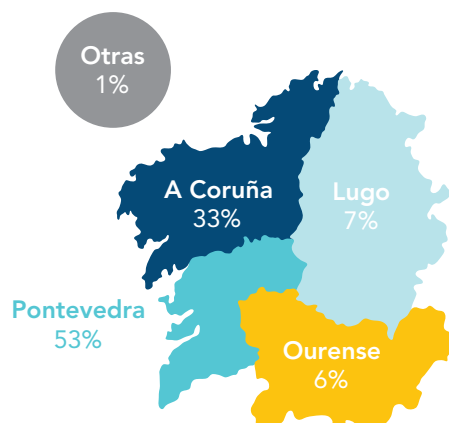 Otras
1%
A Coruña
33%
Lugo
7%
Pontevedra
53%
Ourense
6%